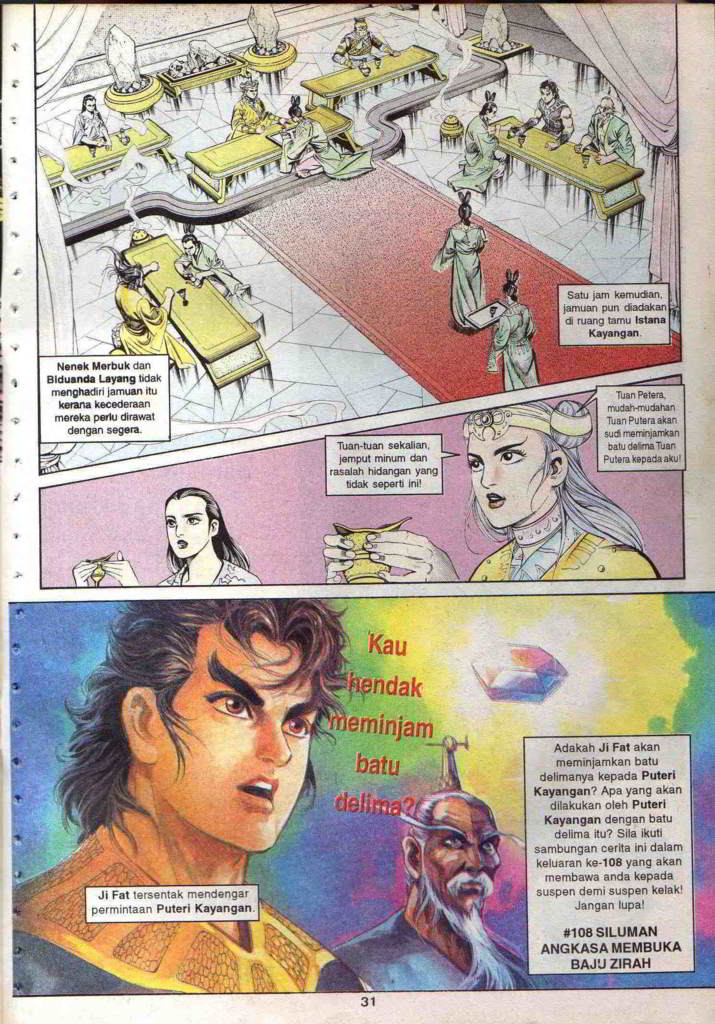 Satu jam kemudian,
jamuan pun diadakan
di ruang tamu Istana
Kayangan.
Nenek Merbuk dan
Biduanda Layang tidak
menghadiri jamuan itu
kerana kecederaan
mereka perlu dirawat
dengan segera.
Tuan-tuan sekalian,
jemput minum dan
rasalah hidangan yang
tidak seperti ini!
Tuan Petera,
mudah-mudahan
Tuan Putera akan
sudi meminjamkan
batu delima Tuan
Putera kepada aku!
Kau
hendak
meminjam
batu
delima?
Ji Fat tersentak mendengar
permintaan Puteri Kayangan.
Adakah Ji Fat akan
meminjamkan batu
delimanya kepada Puteri
Kayangan? Apa yang akan
dilakukan oleh Puteri
Kayangan dengan batu
delima itu? Sila ikuti
sambungan cerita ini dalam
keluaran ke-108 yang akan
membawa anda kepada
suspen demi suspen kelak!
Jangan lupa!
#108 SILUMAN
ANGKASA MEMBUKA
BAJU ZIRAH
31